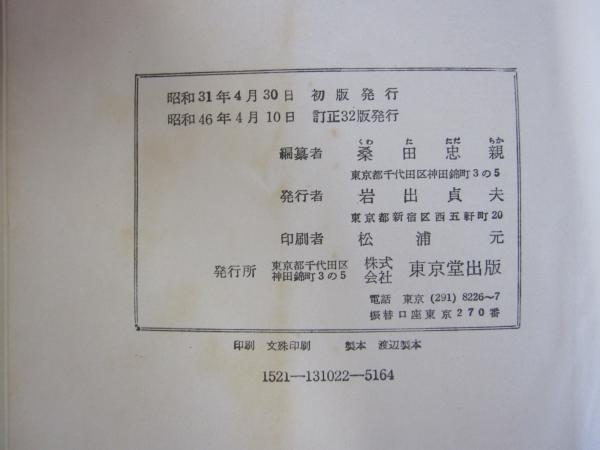 昭和31年4月30日 初版発行
昭和46年4月10日 訂正32版発行
くわ た ただ ちか
編纂者 桑田忠親
東京都千代田区神田錦町3の5
発行者 岩出貞夫
東京都新宿区西五軒町20
印刷者 松浦元
発行所 東京都千代田区神田錦町3の5 株式会社 東京堂出版
電話 東京 (291) 8226〜7
振替口座東京270番
印刷 文殊印刷 製本 渡辺製本
1521—131022—5164